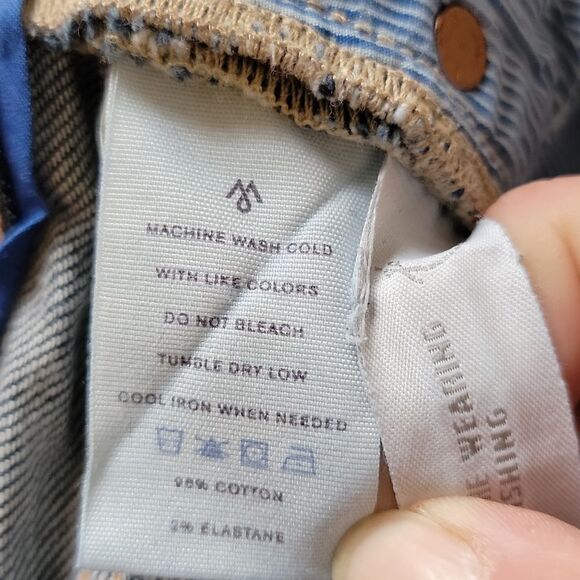 MACHINE WASH COLD
WITH LIKE COLORS
DO NOT BLEACH
TUMBLE DRY LOW
COOL IRON WHEN NEEDED
98% COTTON
2% ELASTANE
WEARING